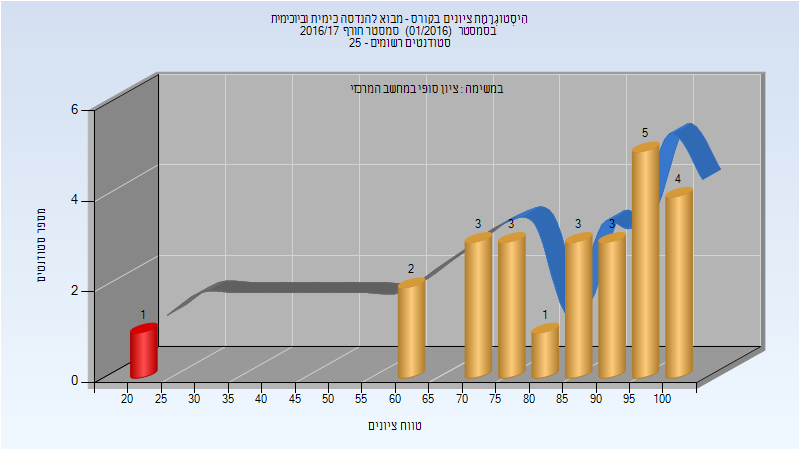 הִיסְטוֹגְרָמַת ציונים בקורס - מבוא להנדסה כימית וביוכימית
בסמסטר (01/2016) סמסטר חורף 2016/17
סטודנטים רשומים - 25
במשימה : ציון סופי במחשב המרכזי
מספר סטודנטים
6
4
2
0
1
2
3
3
1
3
3
5
4
20 25 30 35 40 45 50 55 60 65 70 75 80 85 90 95 100
טווח ציונים